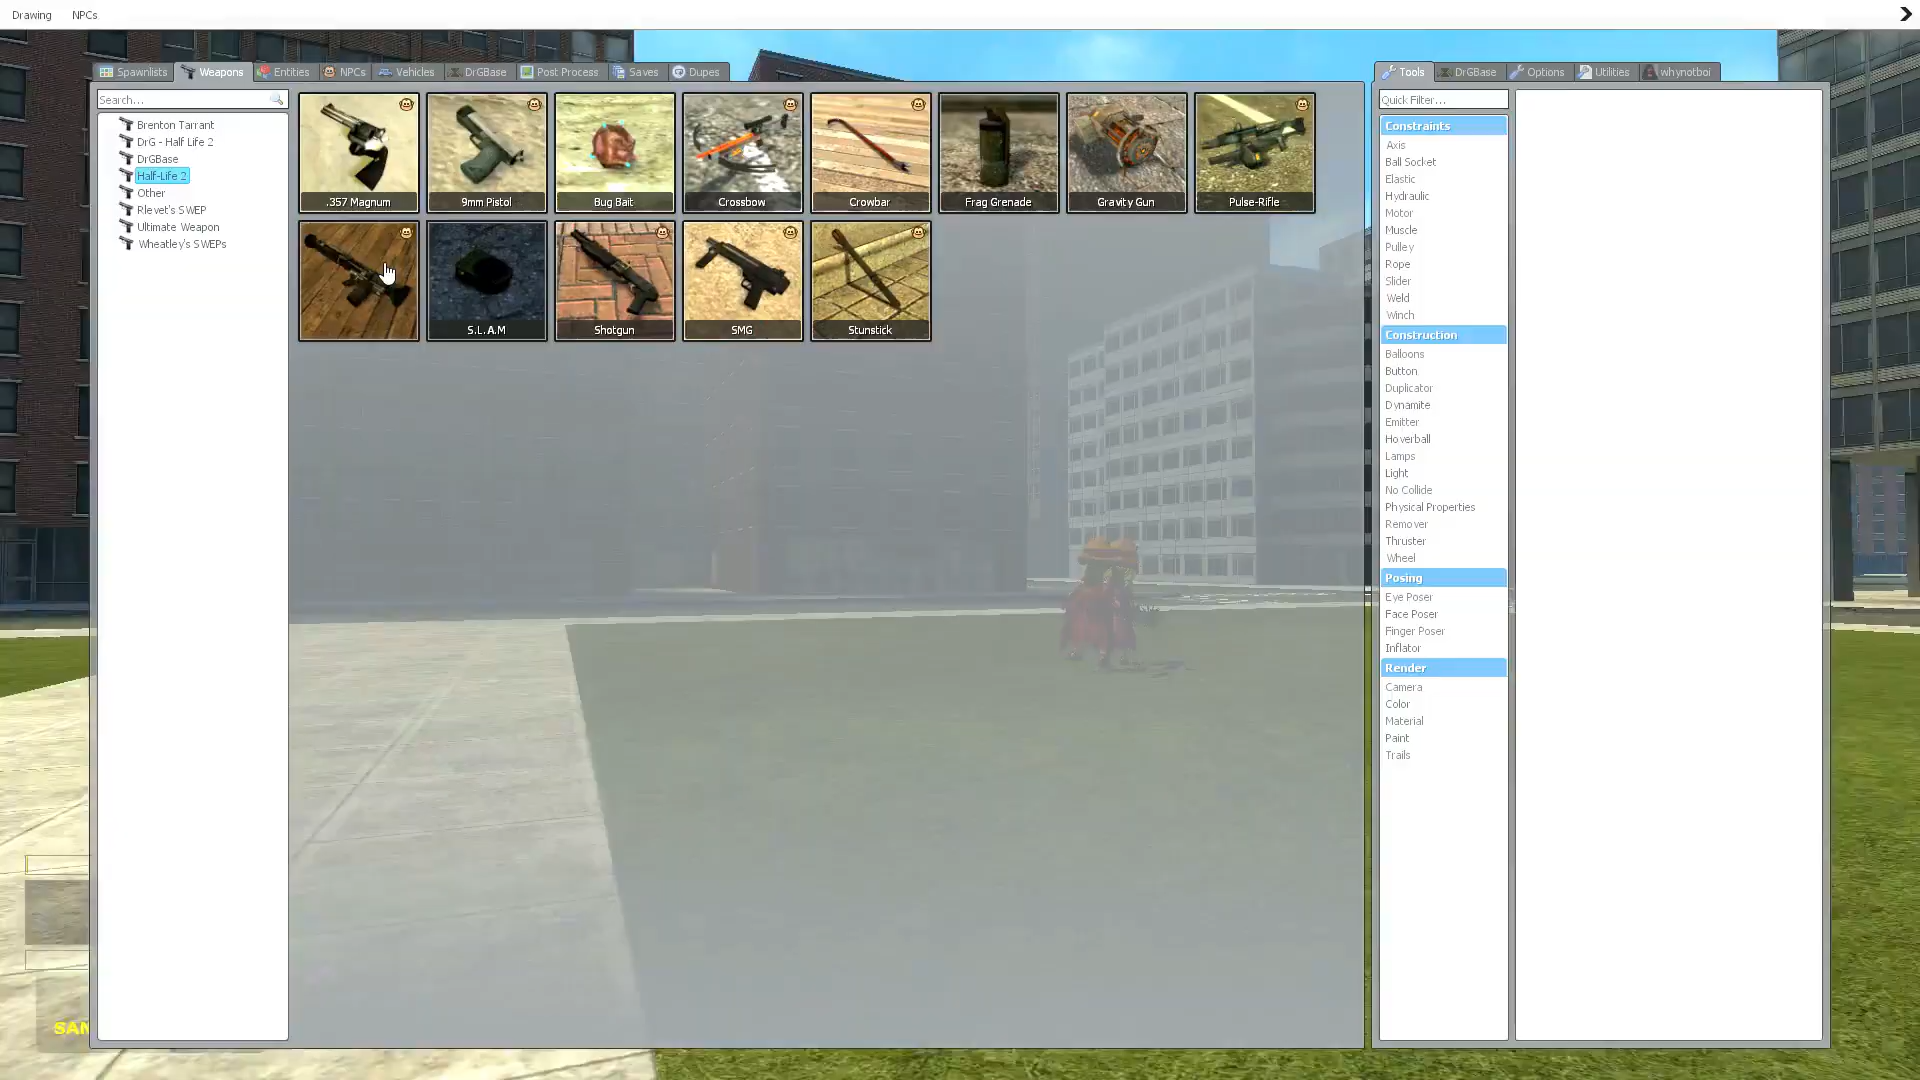 Drawing NPCs
Spawnlists Weapons Entities NPCs Vehicles DrGBase Post Process Saves Dupes
Tools DrGBase Options Utilities whynotboi
Search...
Brenton Tarrant
DrG - Half Life 2
DrGBase
Half-Life 2
Other
Rlevet's SWEP
Ultimate Weapon
Wheatley's SWEPs
.357 Magnum 9mm Pistol Bug Bait Crossbow Crowbar Frag Grenade Gravity Gun Pulse-Rifle
S.L.A.M Shotgun SMG Stunstick
Quick Filter...
Constraints
Axis
Ball Socket
Elastic
Hydraulic
Motor
Muscle
Pulley
Rope
Slider
Weld
Winch
Construction
Balloons
Button
Duplicator
Dynamite
Emitter
Hoverball
Lamps
Light
No Collide
Physical Properties
Remover
Thruster
Wheel
Posing
Eye Poser
Face Poser
Finger Poser
Inflator
Render
Camera
Color
Material
Paint
Trails
SAN